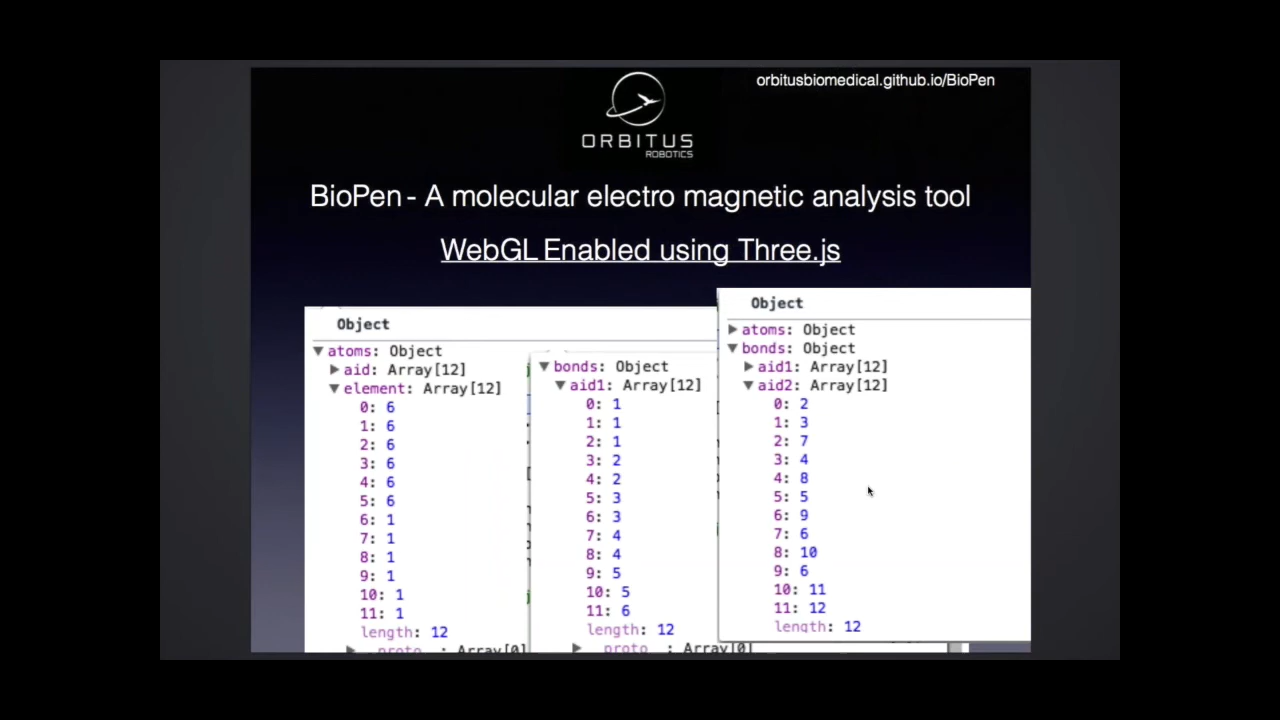 orbitusbiomedical.github.io/BioPen
ORBITUS
ROBOTICS
BioPen - A molecular electro magnetic analysis tool
WebGL Enabled using Three.js
Object
atoms: Object
aid: Array[12]
element: Array[12]
0: 6
1: 6
2: 6
3: 6
4: 6
5: 6
6: 1
7: 1
8: 1
9: 1
10: 1
11: 1
length: 12
proto : Array[0]
bonds: Object
aid1: Array[12]
0: 1
1: 1
2: 1
3: 2
4: 2
5: 3
6: 3
7: 4
8: 4
9: 5
10: 5
11: 6
length: 12
proto : Array[0]
Object
atoms: Object
bonds: Object
aid1: Array[12]
aid2: Array[12]
0: 2
1: 3
2: 7
3: 4
4: 8
5: 5
6: 9
7: 6
8: 10
9: 6
10: 11
11: 12
length: 12